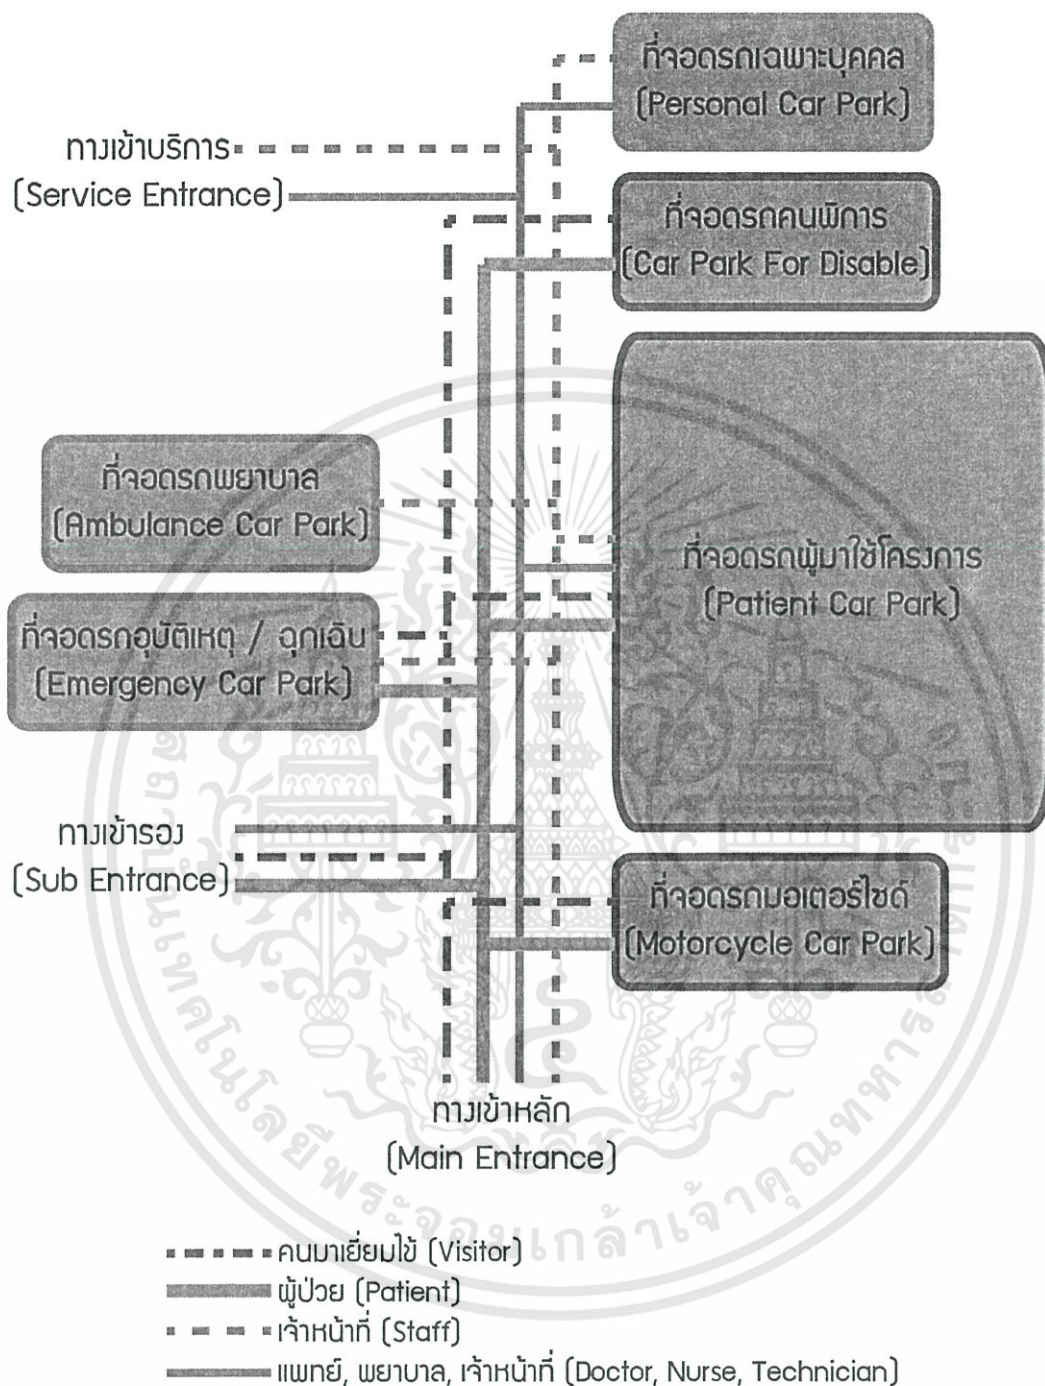 ที่จอดรถเฉพาะบุคคล
(Personal Car Park)
ทางเข้าบริการ
(Service Entrance)
ที่จอดรถคนพิการ
(Car Park For Disable)
ที่จอดรถพยาบาล
(Ambulance Car Park)
ที่จอดรถผู้มาใช้โครงการ
(Patient Car Park)
ที่จอดรถอุบัติเหตุ / ฉุกเฉิน
(Emergency Car Park)
ทางเข้ารอง
(Sub Entrance)
ที่จอดรถมอเตอร์ไซด์
(Motorcycle Car Park)
ทางเข้าหลัก
(Main Entrance)
คนมาเยี่ยมไข้ (Visitor)
ผู้ป่วย (Patient)
เจ้าหน้าที่ (Staff)
แพทย์, พยาบาล, เจ้าหน้าที่ (Doctor, Nurse, Technician)